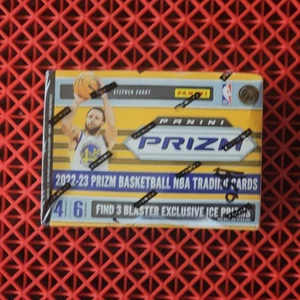 STEPHEN CURRY
PANINI
PANINI
PRIZM
2022-23 PRIZM BASKETBALL NBA TRADING CARDS
4 6 FIND 3 BLASTER EXCLUSIVE ICE PRIZMS